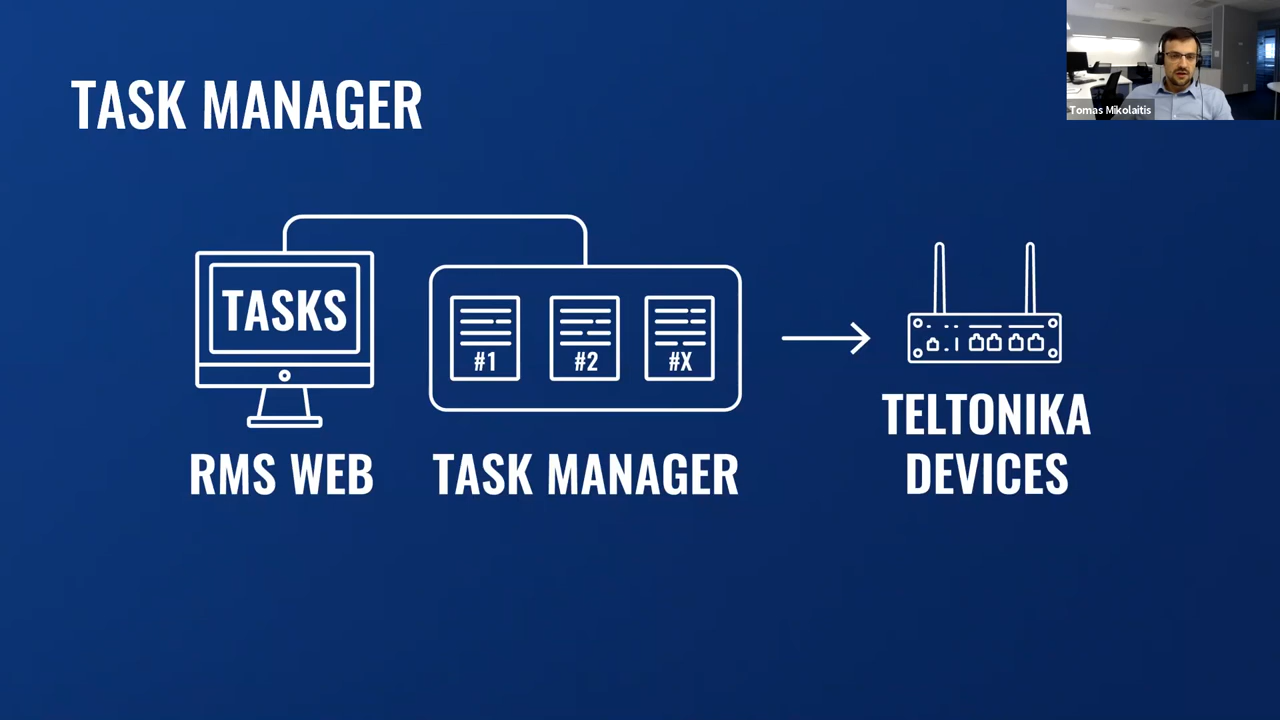 TASK MANAGER
Tomas Mikolaitis
TASKS
#1
#2
#X
RMS WEB
TASK MANAGER
TELTONIKA
DEVICES